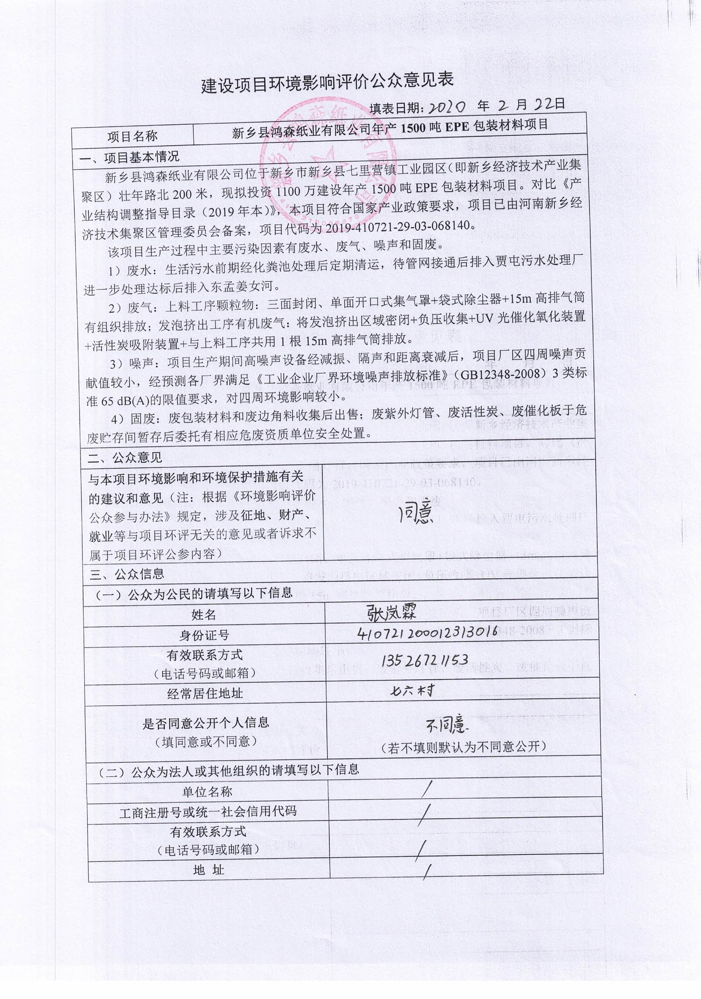 建设项目环境影响评价公众意见表
填表日期：2020 年 2 月 22日
项目名称 新乡县鸿森纸业有限公司年产 1500 吨 EPE 包装材料项目
一、项目基本情况
新乡县鸿森纸业有限公司位于新乡市新乡县七里营镇工业园区（即新乡经济技术产业集
聚区）壮年路北 200 米，现拟投资 1100 万建设年产 1500 吨 EPE 包装材料项目。对比《产
业结构调整指导目录（2019 年本）》，本项目符合国家产业政策要求，项目已由河南新乡经
济技术集聚区管理委员会备案，项目代码为 2019-410721-29-03-068140。
该项目生产过程中主要污染因素有废水、废气、噪声和固废。
1）废水：生活污水前期经化粪池处理后定期清运，待管网接通后排入贾屯污水处理厂
进一步处理达标后排入东孟姜女河。
2）废气：上料工序颗粒物：三面封闭、单面开口式集气罩+袋式除尘器+15m 高排气筒
有组织排放；发泡挤出工序有机废气：将发泡挤出区域密闭+负压收集+UV 光催化氧化装置
+活性炭吸附装置+与上料工序共用 1 根 15m 高排气筒排放。
3）噪声：项目生产期间高噪声设备经减振、隔声和距离衰减后，项目厂区四周噪声贡
献值较小，经预测各厂界满足《工业企业厂界环境噪声排放标准》（GB12348-2008）3 类标
准 65 dB(A)的限值要求，对四周环境影响较小。
4）固废：废包装材料和废边角料收集后出售；废紫外灯管、废活性炭、废催化板于危
废贮存间暂存后委托有相应危废资质单位安全处置。
二、公众意见
与本项目环境影响和环境保护措施有关
的建议和意见（注：根据《环境影响评价
公众参与办法》规定，涉及征地、财产、
就业等与项目环评无关的意见或者诉求不
属于项目环评公参内容）
同意
三、公众信息
（一）公众为公民的请填写以下信息
姓名 张岚霖
身份证号 410721200012313016
有效联系方式
（电话号码或邮箱）
13526721153
经常居住地址 七六村
是否同意公开个人信息
（填同意或不同意）
不同意
（若不填则默认为不同意公开）
（二）公众为法人或其他组织的请填写以下信息
单位名称 /
工商注册号或统一社会信用代码 /
有效联系方式
（电话号码或邮箱） /
地 址 /
新乡县鸿森纸业有限公司